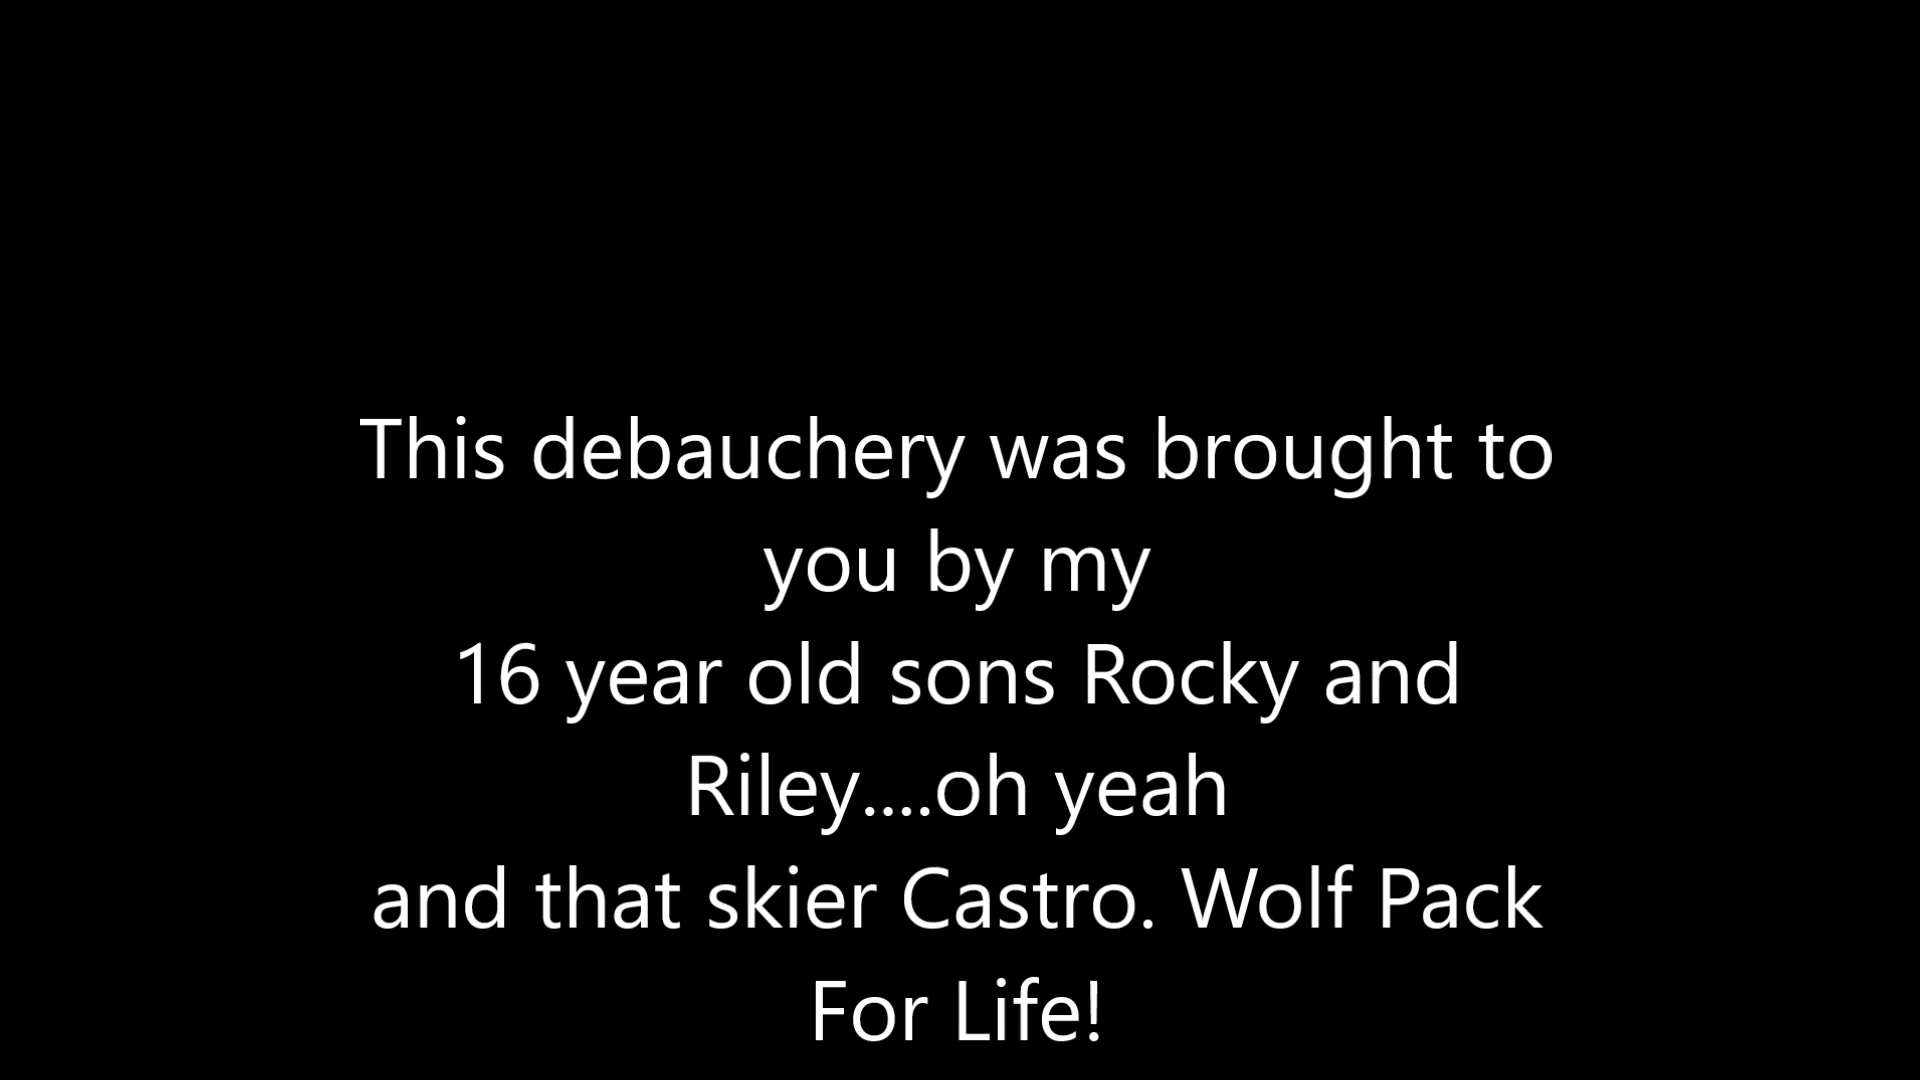 This debauchery was brought to
you by my
16 year old sons Rocky and
Riley....oh yeah
and that skier Castro. Wolf Pack
For Life!